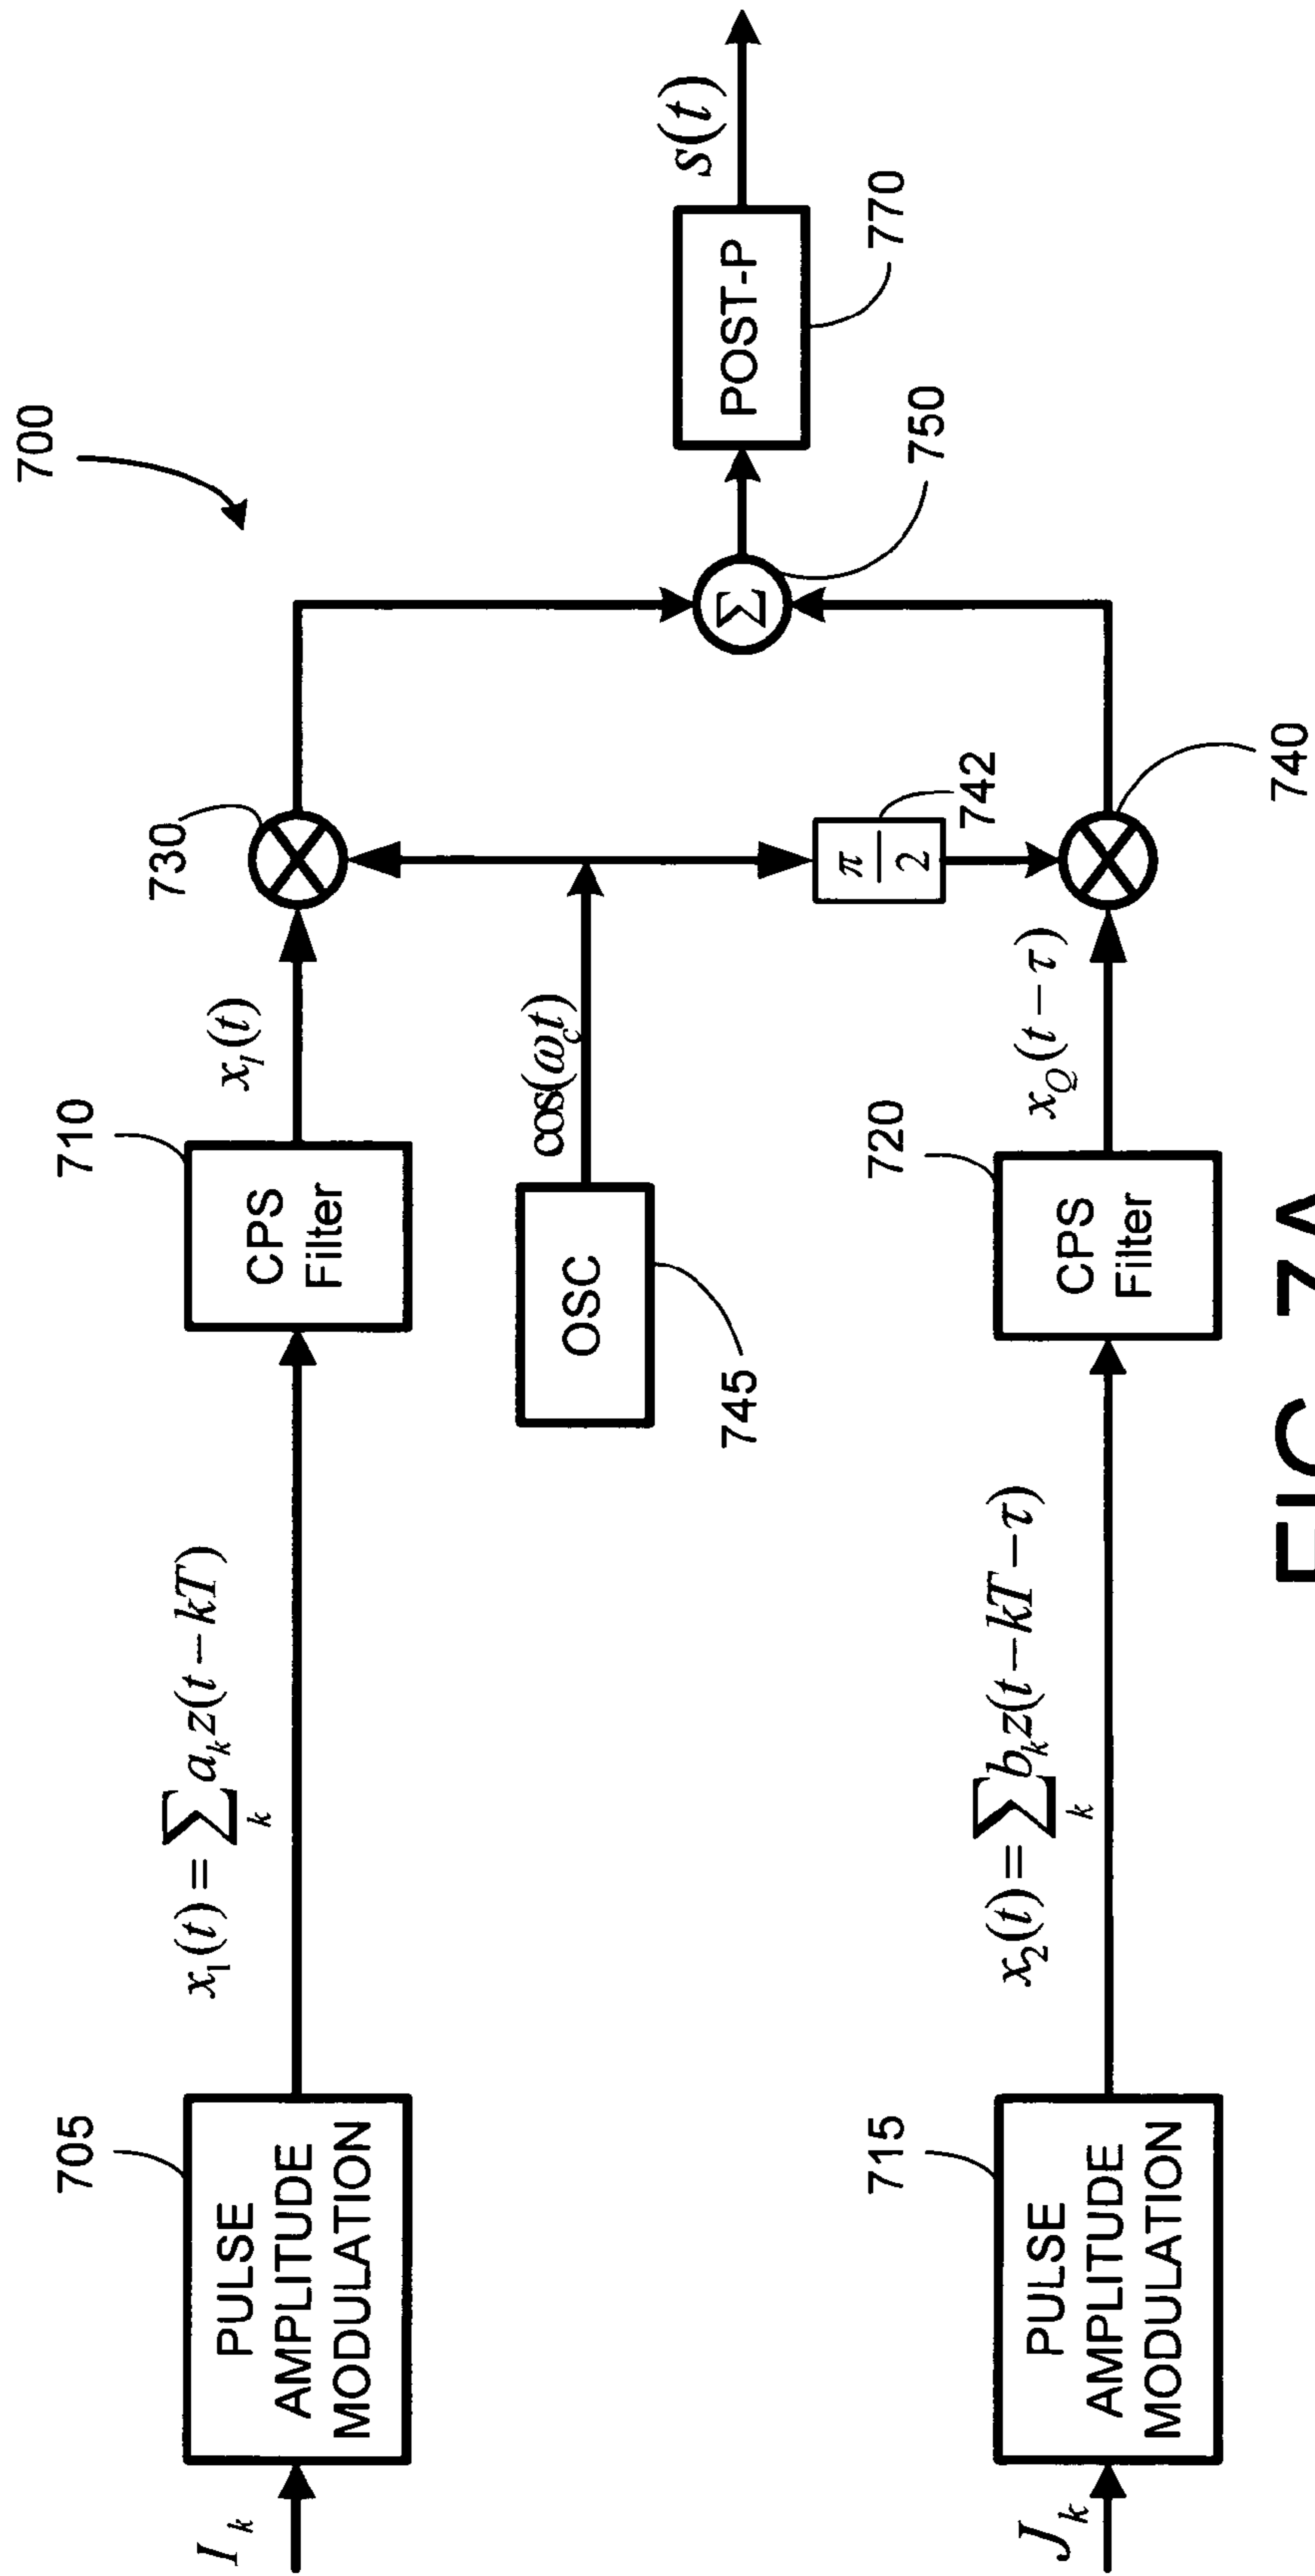 700
705
710
730
I_k
PULSE
AMPLITUDE
MODULATION
x_1(t) = ∑_k a_k z(t − kT)
CPS
Filter
x_I(t)
745
OSC
cos(ω_c t)
π/2
742
∑
750
POST-P
770
s(t)
715
720
740
J_k
PULSE
AMPLITUDE
MODULATION
x_2(t) = ∑_k b_k z(t − kT − τ)
CPS
Filter
x_Q(t − τ)
FIG. 7A